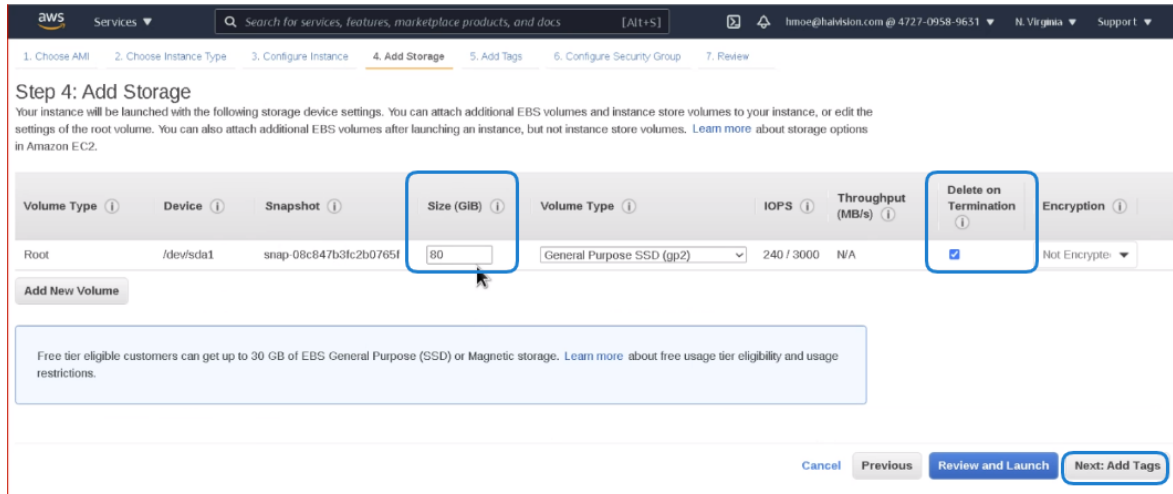 aws Services ▼ Search for services, features, marketplace products, and docs [Alt+S] hmoe@haivision.com @ 4727-0958-9631 ▼ N. Virginia ▼ Support ▼
1. Choose AMI 2. Choose Instance Type 3. Configure Instance 4. Add Storage 5. Add Tags 6. Configure Security Group 7. Review
Step 4: Add Storage
Your instance will be launched with the following storage device settings. You can attach additional EBS volumes and instance store volumes to your instance, or edit the
settings of the root volume. You can also attach additional EBS volumes after launching an instance, but not instance store volumes. Learn more about storage options
in Amazon EC2.
Volume Type Device Snapshot Size (GiB) Volume Type IOPS Throughput (MB/s) Delete on Termination Encryption
Root /dev/sda1 snap-08c847b3fc2b0765f 80 General Purpose SSD (gp2) 240 / 3000 N/A Not Encrypte
Add New Volume
Free tier eligible customers can get up to 30 GB of EBS General Purpose (SSD) or Magnetic storage. Learn more about free usage tier eligibility and usage
restrictions.
Cancel Previous Review and Launch Next: Add Tags